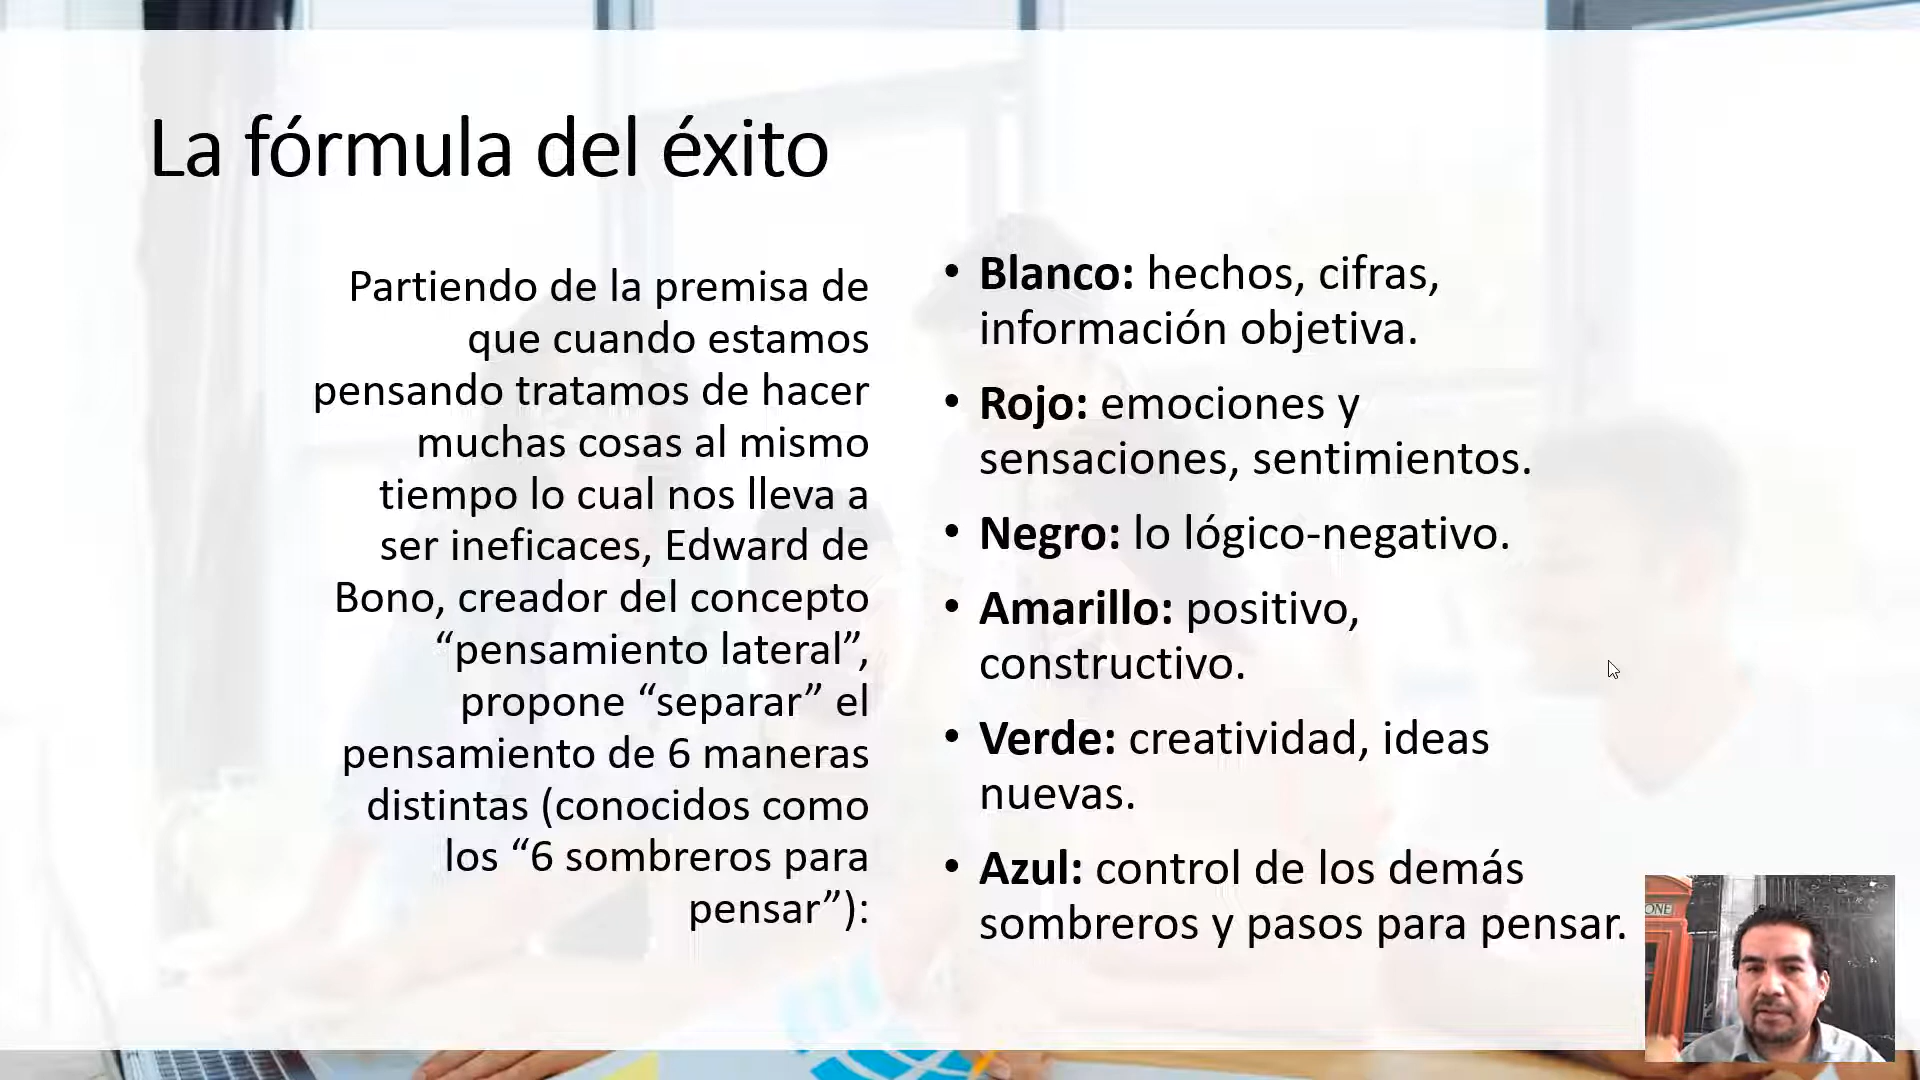 La fórmula del éxito
Partiendo de la premisa de
que cuando estamos
pensando tratamos de hacer
muchas cosas al mismo
tiempo lo cual nos lleva a
ser ineficaces, Edward de
Bono, creador del concepto
“pensamiento lateral”,
propone “separar” el
pensamiento de 6 maneras
distintas (conocidos como
los “6 sombreros para
pensar”):
• Blanco: hechos, cifras,
información objetiva.
• Rojo: emociones y
sensaciones, sentimientos.
• Negro: lo lógico-negativo.
• Amarillo: positivo,
constructivo.
• Verde: creatividad, ideas
nuevas.
• Azul: control de los demás
sombreros y pasos para pensar.
ONE